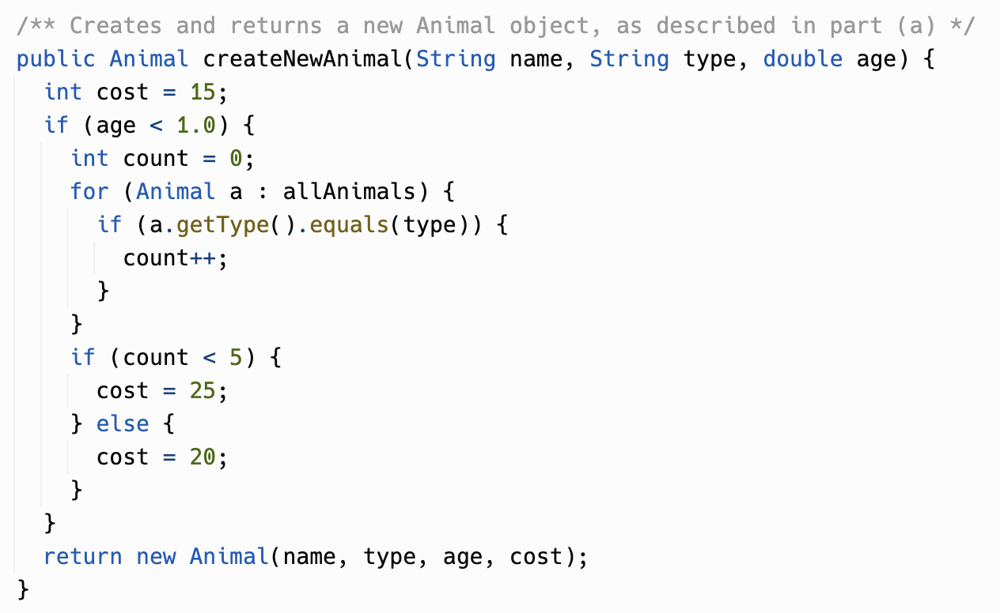 /** Creates and returns a new Animal object, as described in part (a) */
public Animal createNewAnimal(String name, String type, double age) {
  int cost = 15;
  if (age < 1.0) {
    int count = 0;
    for (Animal a : allAnimals) {
      if (a.getType().equals(type)) {
        count++;
      }
    }
    if (count < 5) {
      cost = 25;
    } else {
      cost = 20;
    }
  }
  return new Animal(name, type, age, cost);
}